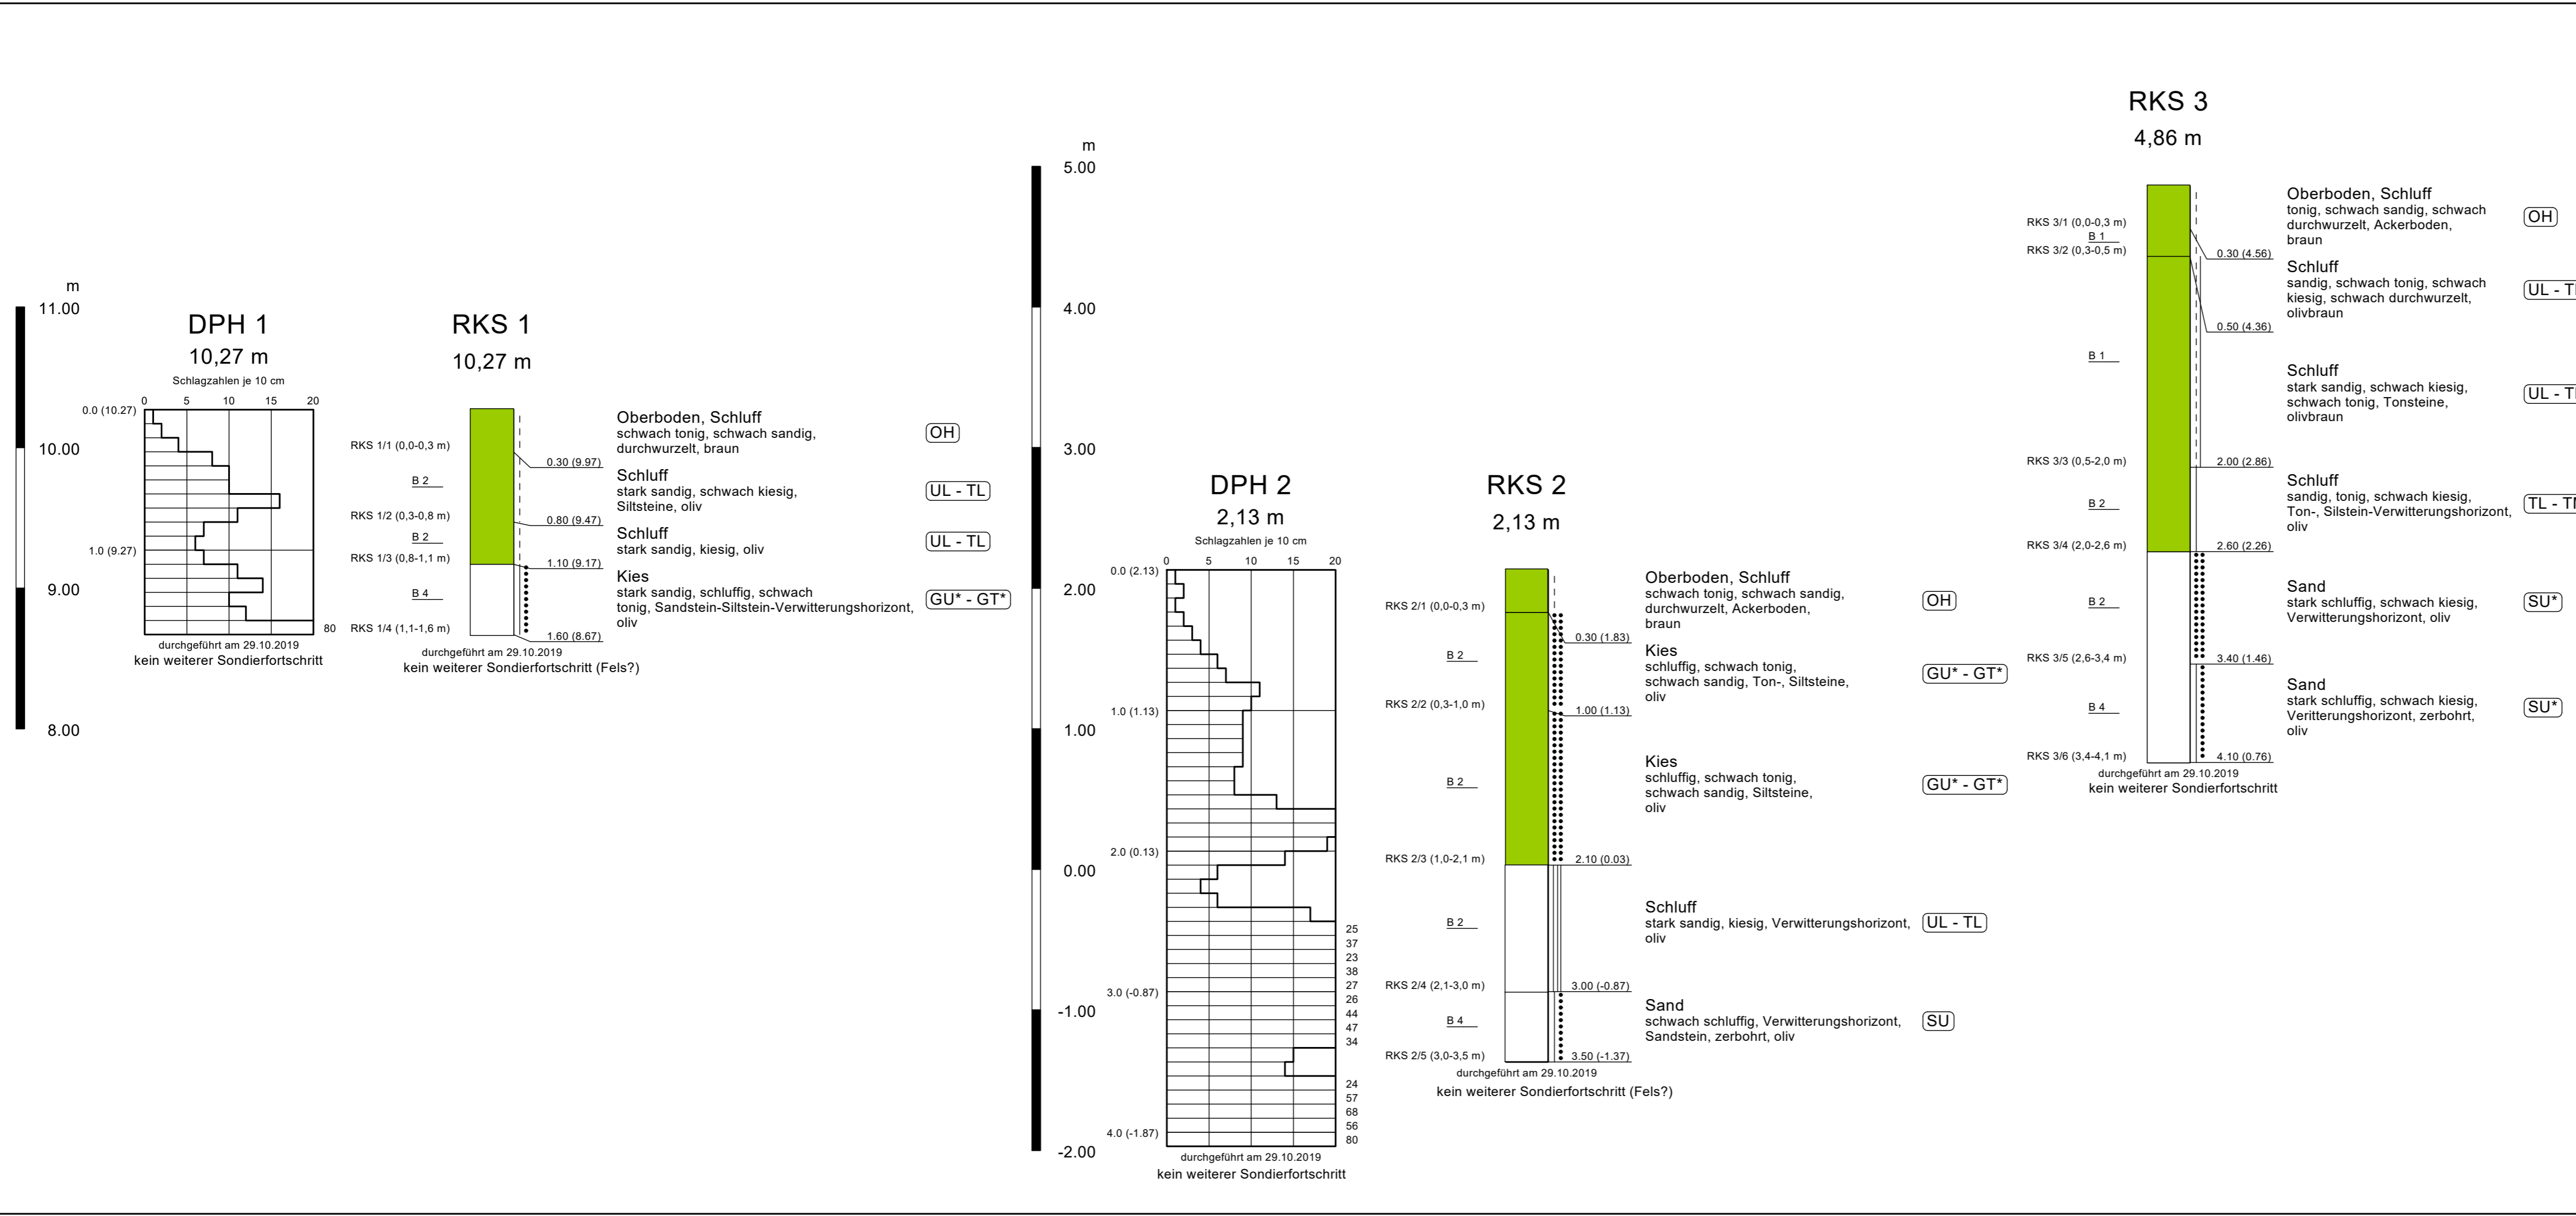 m
11.00
10.00
9.00
8.00
DPH 1
10,27 m
Schlagzahlen je 10 cm
0 5 10 15 20
0.0 (10.27)
1.0 (9.27)
80
durchgeführt am 29.10.2019
kein weiterer Sondierfortschritt
RKS 1
10,27 m
RKS 1/1 (0,0-0,3 m)
B 2
RKS 1/2 (0,3-0,8 m)
B 2
RKS 1/3 (0,8-1,1 m)
B 4
RKS 1/4 (1,1-1,6 m)
0.30 (9.97)
0.80 (9.47)
1.10 (9.17)
1.60 (8.67)
durchgeführt am 29.10.2019
kein weiterer Sondierfortschritt (Fels?)
Oberboden, Schluff
schwach tonig, schwach sandig,
durchwurzelt, braun
OH
Schluff
stark sandig, schwach kiesig,
Siltsteine, oliv
UL - TL
Schluff
stark sandig, kiesig, oliv
UL - TL
Kies
stark sandig, schluffig, schwach
tonig, Sandstein-Siltstein-Verwitterungshorizont,
oliv
GU* - GT*
m
5.00
4.00
3.00
2.00
1.00
0.00
-1.00
-2.00
DPH 2
2,13 m
Schlagzahlen je 10 cm
0 5 10 15 20
0.0 (2.13)
1.0 (1.13)
2.0 (0.13)
3.0 (-0.87)
4.0 (-1.87)
25
37
23
38
27
26
44
47
34
24
57
68
56
80
durchgeführt am 29.10.2019
kein weiterer Sondierfortschritt
RKS 2
2,13 m
RKS 2/1 (0,0-0,3 m)
B 2
RKS 2/2 (0,3-1,0 m)
B 2
RKS 2/3 (1,0-2,1 m)
B 2
RKS 2/4 (2,1-3,0 m)
B 4
RKS 2/5 (3,0-3,5 m)
0.30 (1.83)
1.00 (1.13)
2.10 (0.03)
3.00 (-0.87)
3.50 (-1.37)
durchgeführt am 29.10.2019
kein weiterer Sondierfortschritt (Fels?)
Oberboden, Schluff
schwach tonig, schwach sandig,
durchwurzelt, Ackerboden,
braun
OH
Kies
schluffig, schwach tonig,
schwach sandig, Ton-, Siltsteine,
oliv
GU* - GT*
Kies
schluffig, schwach tonig,
schwach sandig, Siltsteine,
oliv
GU* - GT*
Schluff
stark sandig, kiesig, Verwitterungshorizont,
oliv
UL - TL
Sand
schwach schluffig, Verwitterungshorizont,
Sandstein, zerbohrt, oliv
SU
RKS 3
4,86 m
RKS 3/1 (0,0-0,3 m)
B 1
RKS 3/2 (0,3-0,5 m)
B 1
RKS 3/3 (0,5-2,0 m)
B 2
RKS 3/4 (2,0-2,6 m)
B 2
RKS 3/5 (2,6-3,4 m)
B 4
RKS 3/6 (3,4-4,1 m)
0.30 (4.56)
0.50 (4.36)
2.00 (2.86)
2.60 (2.26)
3.40 (1.46)
4.10 (0.76)
durchgeführt am 29.10.2019
kein weiterer Sondierfortschritt
Oberboden, Schluff
tonig, schwach sandig, schwach
durchwurzelt, Ackerboden,
braun
OH
Schluff
sandig, schwach tonig, schwach
kiesig, schwach durchwurzelt,
olivbraun
UL -
Schluff
stark sandig, schwach kiesig,
schwach tonig, Tonsteine,
olivbraun
UL -
Schluff
sandig, tonig, schwach kiesig,
Ton-, Silstein-Verwitterungshorizont,
oliv
TL -
Sand
stark schluffig, schwach kiesig,
Verwitterungshorizont, oliv
SU*
Sand
stark schluffig, schwach kiesig,
Veritterungshorizont, zerbohrt,
oliv
SU*